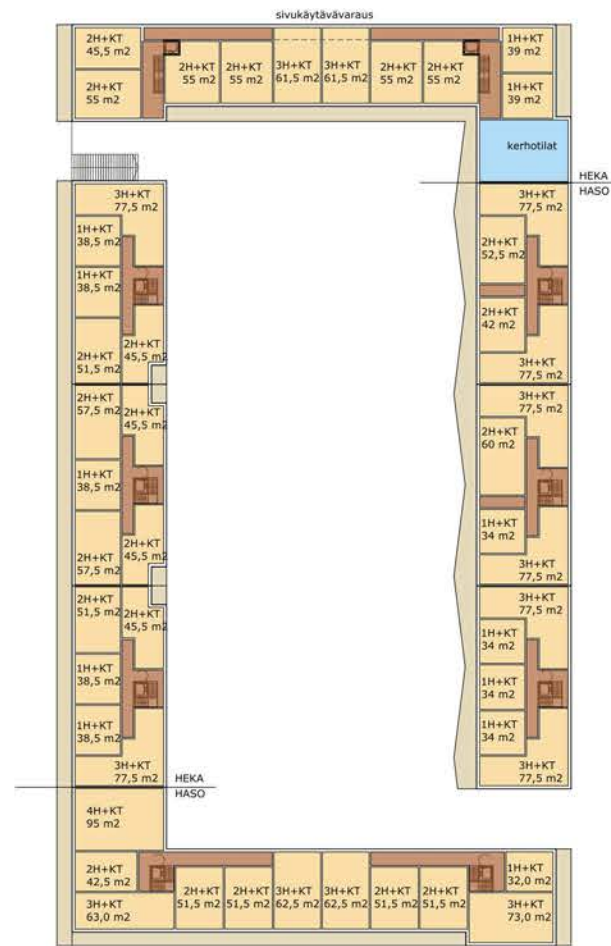 sivukäytävävaraus
2H+KT
45,5 m2
2H+KT
55 m2
2H+KT
55 m2
2H+KT
55 m2
3H+KT
61,5 m2
3H+KT
61,5 m2
2H+KT
55 m2
2H+KT
55 m2
1H+KT
39 m2
1H+KT
39 m2
kerhotilat
HEKA
HASO
3H+KT
77,5 m2
1H+KT
38,5 m2
1H+KT
38,5 m2
2H+KT
51,5 m2
2H+KT
45,5 m2
2H+KT
57,5 m2
2H+KT
45,5 m2
1H+KT
38,5 m2
2H+KT
57,5 m2
2H+KT
45,5 m2
2H+KT
51,5 m2
2H+KT
45,5 m2
1H+KT
38,5 m2
1H+KT
38,5 m2
3H+KT
77,5 m2
HEKA
HASO
3H+KT
77,5 m2
2H+KT
52,5 m2
2H+KT
42 m2
3H+KT
77,5 m2
3H+KT
77,5 m2
2H+KT
60 m2
1H+KT
34 m2
3H+KT
77,5 m2
3H+KT
77,5 m2
1H+KT
34 m2
1H+KT
34 m2
1H+KT
34 m2
3H+KT
77,5 m2
4H+KT
95 m2
2H+KT
42,5 m2
3H+KT
63,0 m2
2H+KT
51,5 m2
2H+KT
51,5 m2
3H+KT
62,5 m2
3H+KT
62,5 m2
2H+KT
51,5 m2
2H+KT
51,5 m2
1H+KT
32,0 m2
3H+KT
73,0 m2